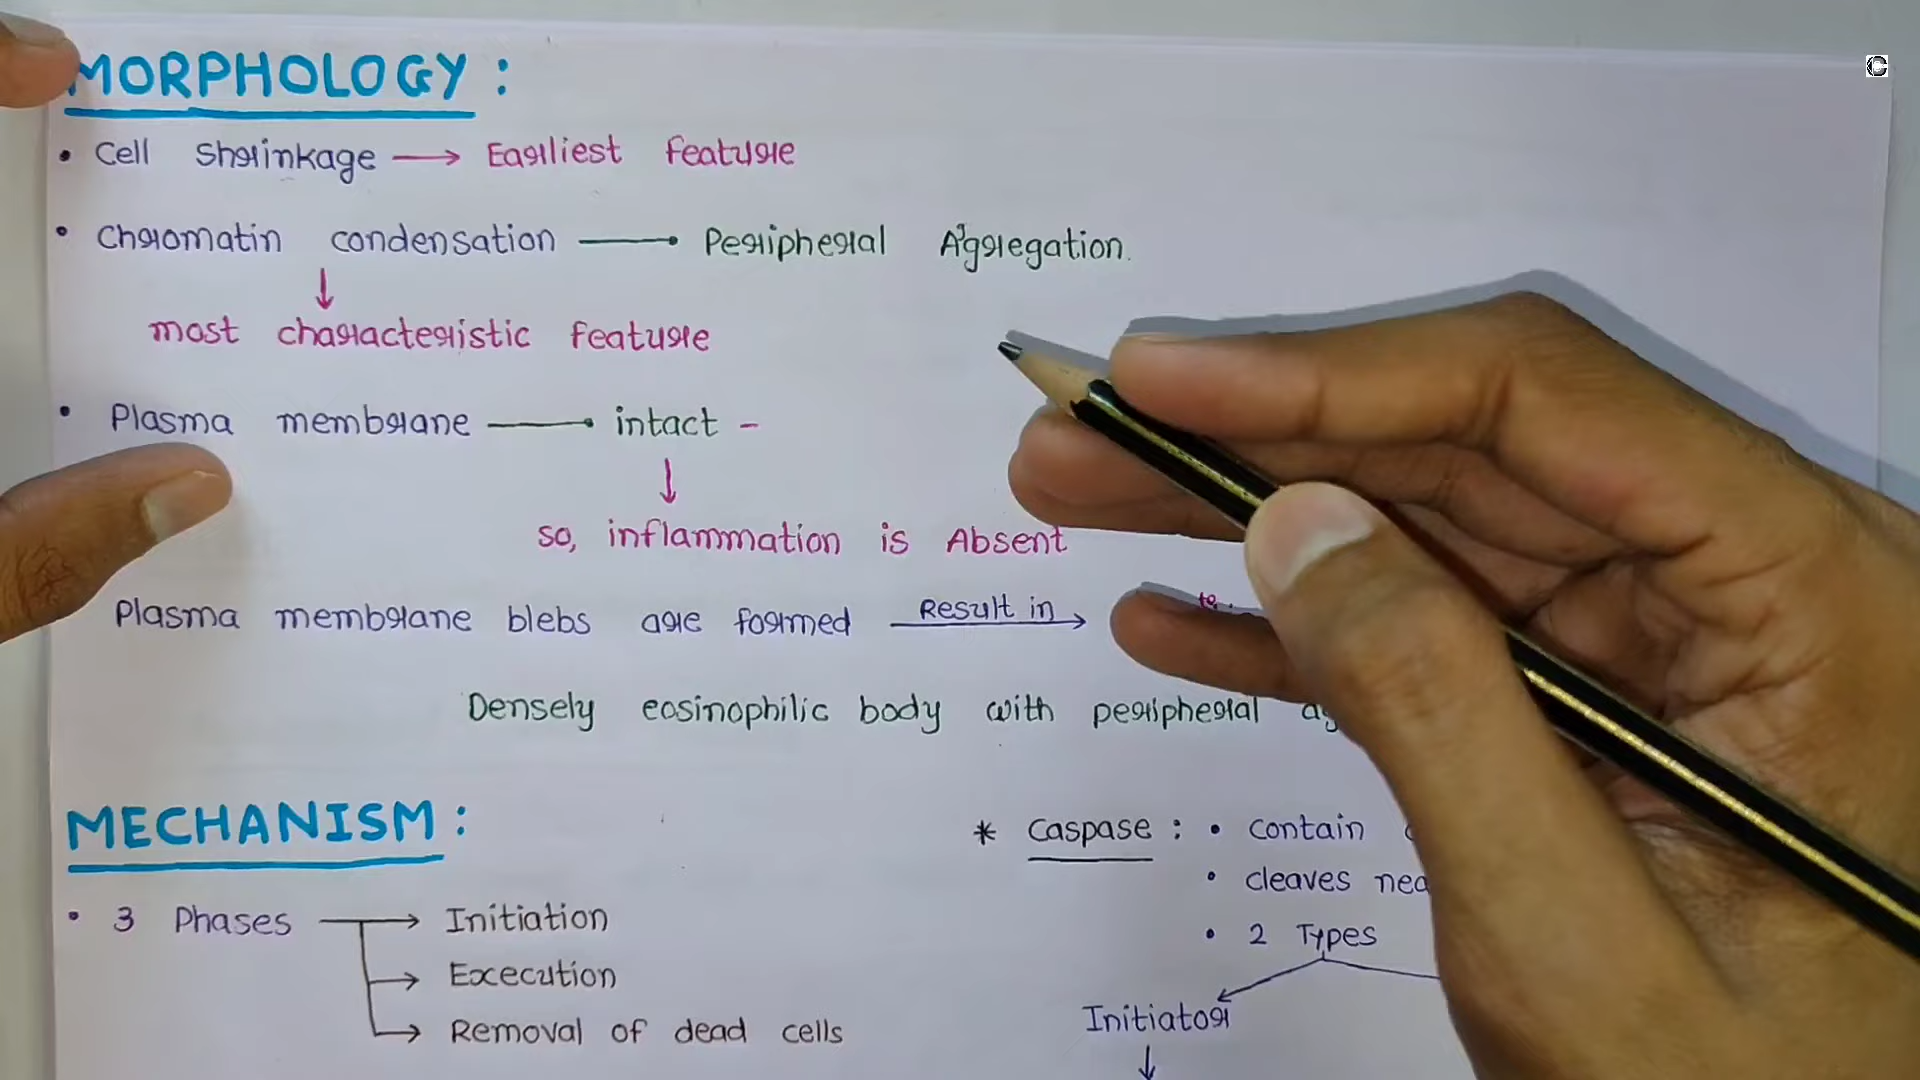 MORPHOLOGY :
• Cell Shrinkage → Earliest feature
• Chromatin condensation → Peripheral Aggregation.
↓
most characteristic feature
• Plasma membrane → intact -
↓
so, inflammation is Absent
Plasma membrane blebs are formed Result in →
Densely eosinophilic body with peripheral
MECHANISM :
* Caspase : • contain
• cleaves
• 3 Phases → Initiation
• 2 Types
→ Execution
Initiator
→ Removal of dead cells
↓